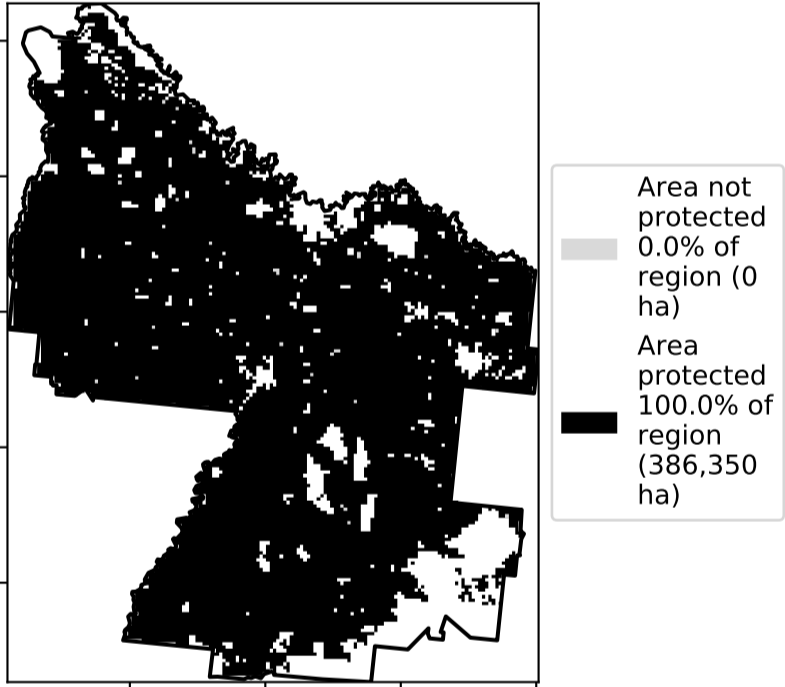 Area not
protected
0.0% of
region (0
ha)
Area
protected
100.0% of
region
(386,350
ha)